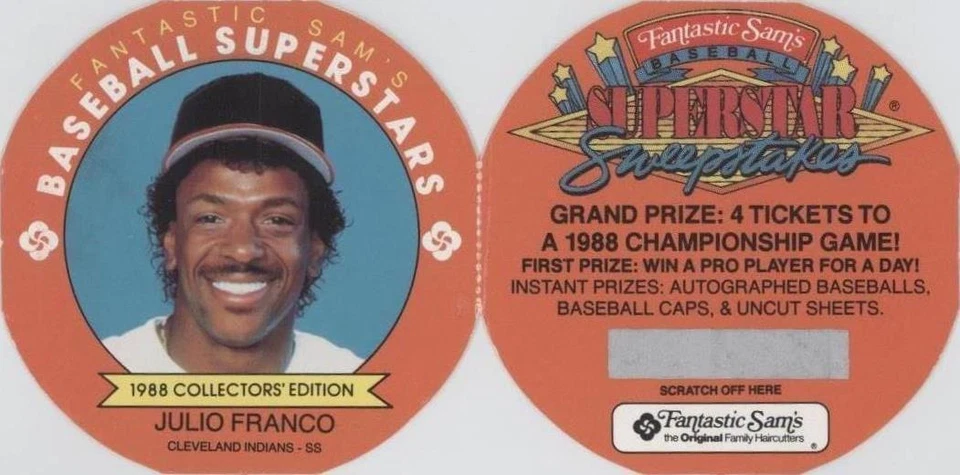 FANTASTIC SAM'S
BASEBALL SUPERSTARS
1988 COLLECTORS' EDITION
JULIO FRANCO
CLEVELAND INDIANS - SS
Fantastic Sam's
BASEBALL
SUPERSTAR
®
Sweepstakes
GRAND PRIZE: 4 TICKETS TO
A 1988 CHAMPIONSHIP GAME!
FIRST PRIZE: WIN A PRO PLAYER FOR A DAY!
INSTANT PRIZES: AUTOGRAPHED BASEBALLS,
BASEBALL CAPS, & UNCUT SHEETS.
SCRATCH OFF HERE
Fantastic Sam's
the Original Family Haircutters ®